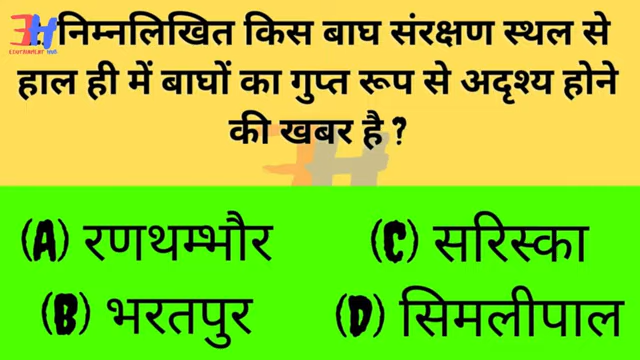 निम्नलिखित किस बाघ संरक्षण स्थल से
हाल ही में बाघों का गुप्त रूप से अदृश्य होने
की खबर है ?
(A) रणथम्भौर
(C) सरिस्का
(B) भरतपुर
(D) सिमलीपाल